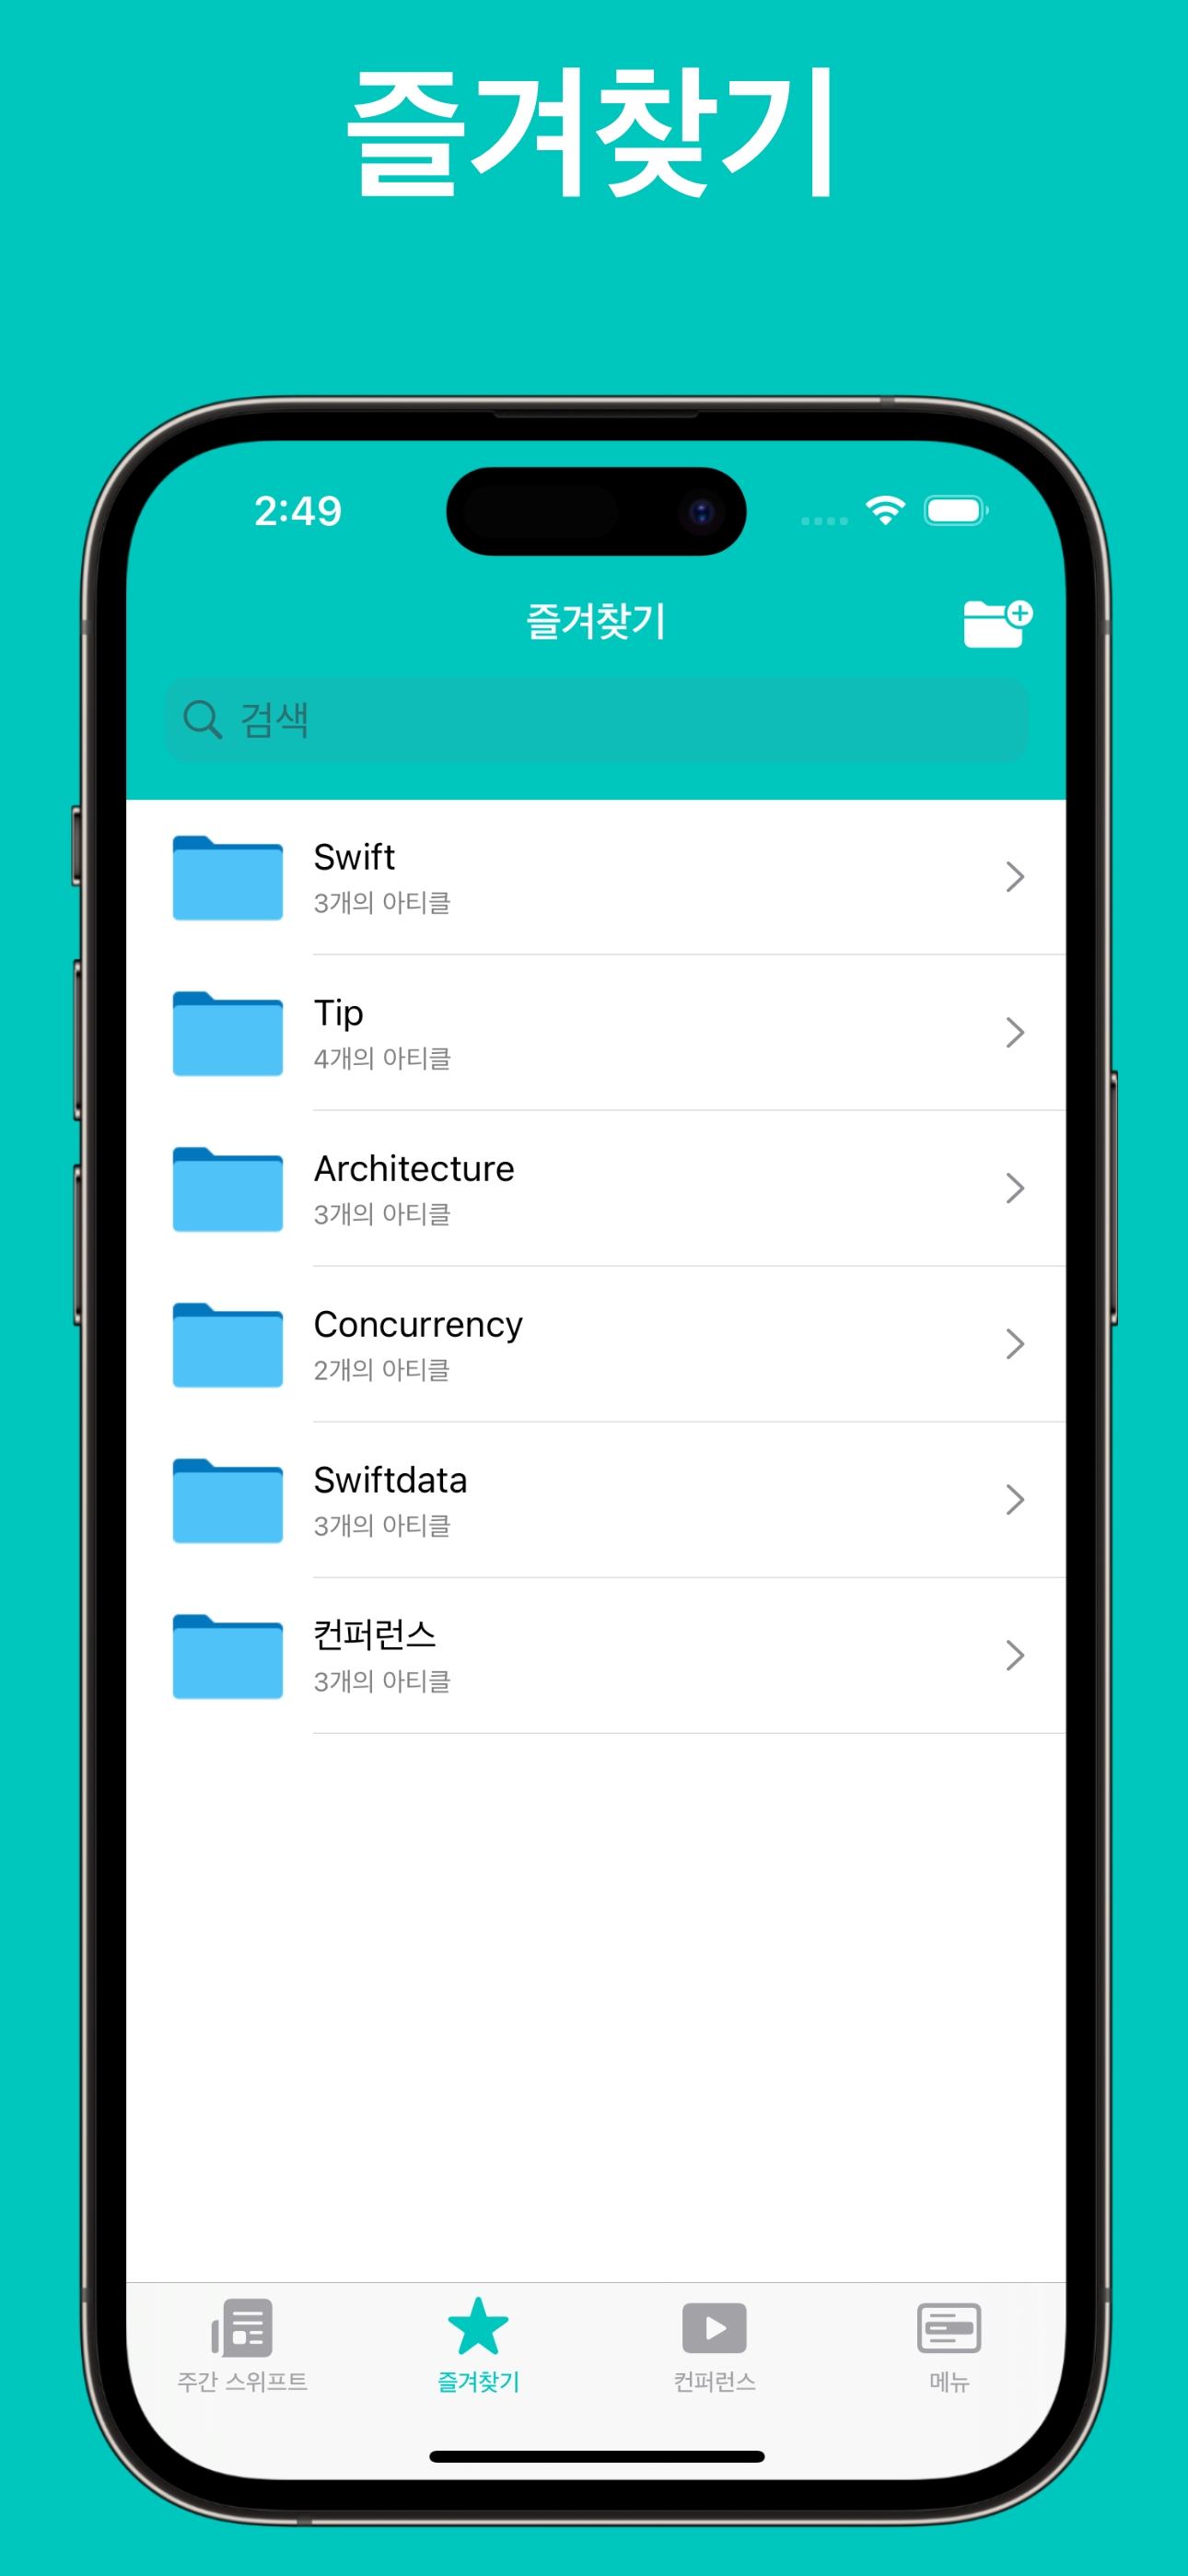 즐겨찾기
2:49
즐겨찾기
검색
Swift
3개의 아티클
Tip
4개의 아티클
Architecture
3개의 아티클
Concurrency
2개의 아티클
Swiftdata
3개의 아티클
컨퍼런스
3개의 아티클
주간 스위프트
즐겨찾기
컨퍼런스
메뉴